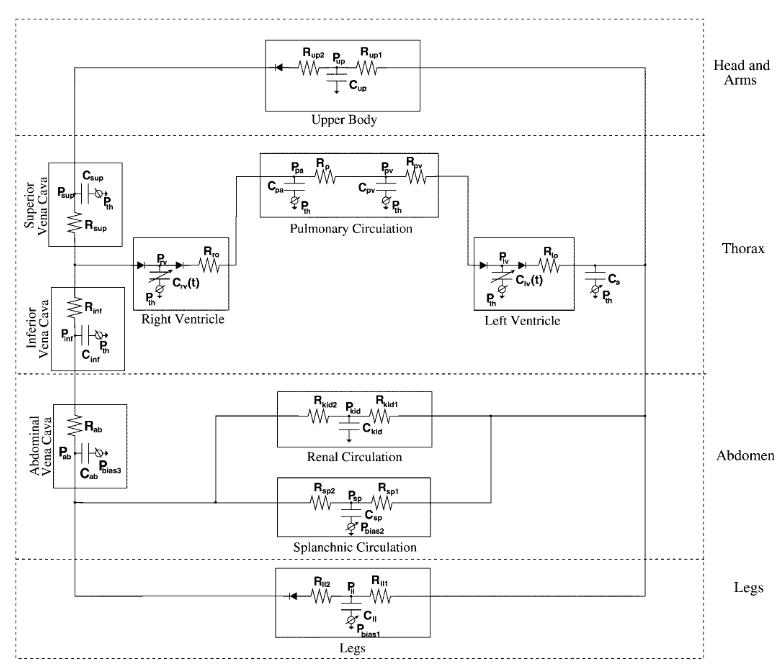 R_up2 P_up R_up1
C_up
Upper Body
Head and
Arms
Superior
Vena Cava
C_sup
P_sup
P_th
R_sup
P_pa R_p P_pv R_pv
C_pa C_pv
P_th P_th
Pulmonary Circulation
Thorax
P_rv R_ro
C_rv(t)
P_th
Right Ventricle
P_lv R_lo
C_lv(t)
P_th
Left Ventricle
C_a
P_th
Inferior
Vena Cava
R_inf
P_inf
P_th
C_inf
Abdominal
Vena Cava
R_ab
P_ab
P_bias3
C_ab
R_kid2 P_kid R_kid1
C_kid
Renal Circulation
Abdomen
R_sp2 P_sp R_sp1
C_sp
P_bias2
Splanchnic Circulation
R_ll2 P_ll R_ll1
C_ll
P_bias1
Legs
Legs